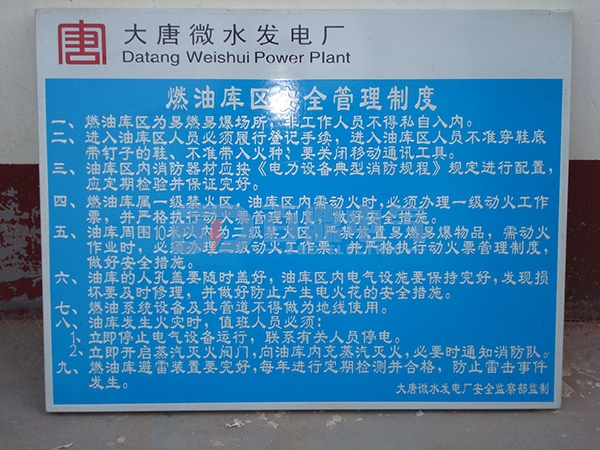 唐
大唐微水发电厂
Datang Weishui Power Plant
燃油库区安全管理制度
一、燃油库区为易燃易爆场所，非工作人员不得私自入内。
二、进入油库区人员必须履行登记手续，进入油库区人员不准穿鞋底
带钉子的鞋、不准带入火种；要关闭移动通讯工具。
三、油库区内消防器材应按《电力设备典型消防规程》规定进行配置，
应定期检验并保证完好。
四、燃油库属一级禁火区，油库区内需动火时，必须办理一级动火工作
票，并严格执行动火票管理制度，做好安全措施。
五、油库周围10米以内为二级禁火区，严禁放置易燃易爆物品，需动火
作业时，必须办理一级动火工作票，并严格执行动火票管理制度，
做好安全措施。
六、油库的人孔盖要随时盖好，油库区内电气设施要保持完好，发现损
坏要及时修理，并做好防止产生电火花的安全措施。
七、燃油系统设备及其管道不得做为地线使用。
八、油库发生火灾时，值班人员必须：
1、立即停止电气设备运行，联系有关人员停电。
2、立即开启蒸汽灭火阀门，向油库内充蒸汽灭火，必要时通知消防队。
九、燃油库避雷装置要完好，每年进行定期检测并合格，防止雷击事件
发生。
大唐微水发电厂安全监察部监制